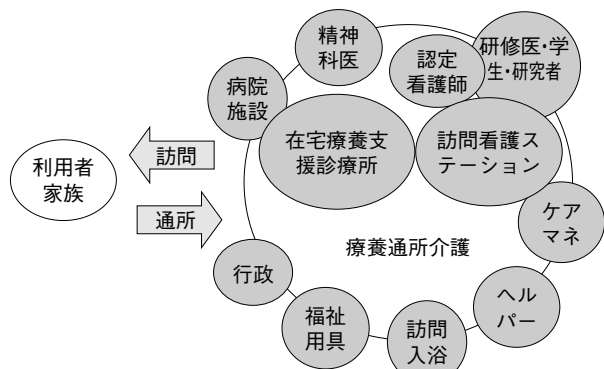 精神
科医
認定
看護師
研修医・学
生・研究者
病院
施設
在宅療養支
援診療所
訪問看護ス
テーション
訪問
利用者
家族
通所
ケア
マネ
療養通所介護
行政
ヘル
パー
福祉
用具
訪問
入浴